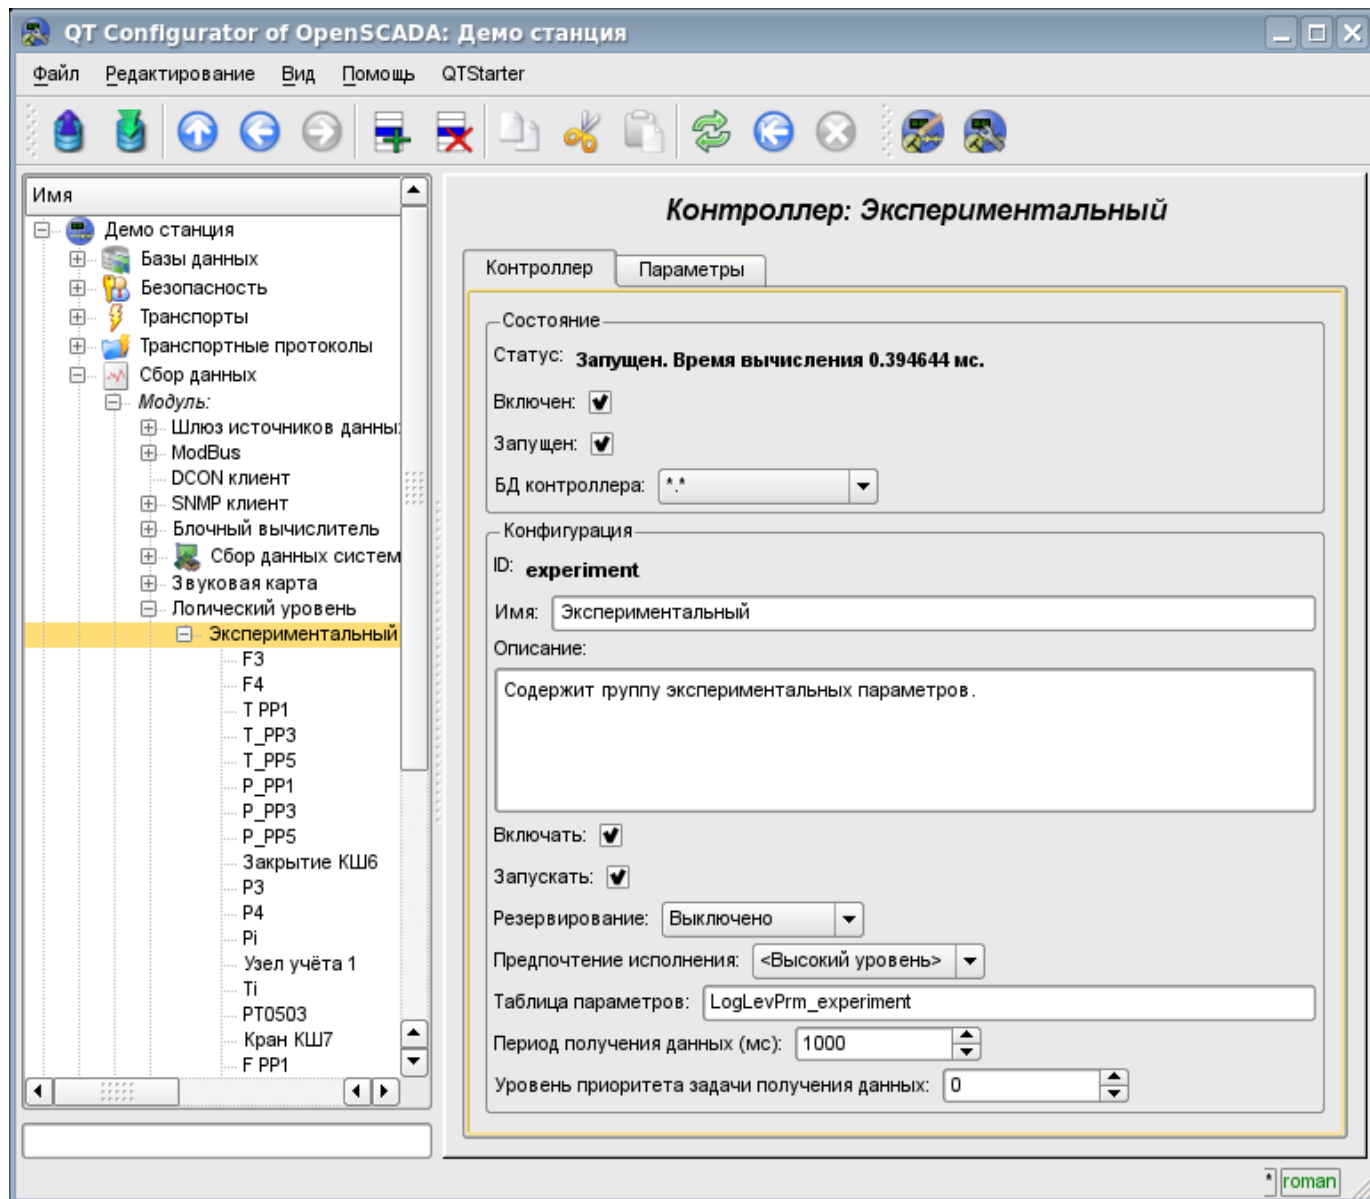 QT Configurator of OpenSCADA: Демо станция
Файл Редактирование Вид Помощь QTStarter
Имя
Демо станция
Базы данных
Безопасность
Транспорты
Транспортные протоколы
Сбор данных
Модуль:
Шлюз источников данны
ModBus
DCON клиент
SNMP клиент
Блочный вычислитель
Сбор данных систем
Звуковая карта
Логический уровень
Экспериментальный
F3
F4
T PP1
T_PP3
T_PP5
P_PP1
P_PP3
P_PP5
Закрытие КШ6
P3
P4
Pi
Узел учёта 1
Ti
PT0503
Кран КШ7
F PP1
Контроллер: Экспериментальный
Контроллер Параметры
Состояние
Статус: Запущен. Время вычисления 0.394644 мс.
Включен:
Запущен:
БД контроллера: *.*
Конфигурация
ID: experiment
Имя: Экспериментальный
Описание:
Содержит группу экспериментальных параметров.
Включать:
Запускать:
Резервирование: Выключено
Предпочтение исполнения: <Высокий уровень>
Таблица параметров: LogLevPrm_experiment
Период получения данных (мс): 1000
Уровень приоритета задачи получения данных: 0
* roman